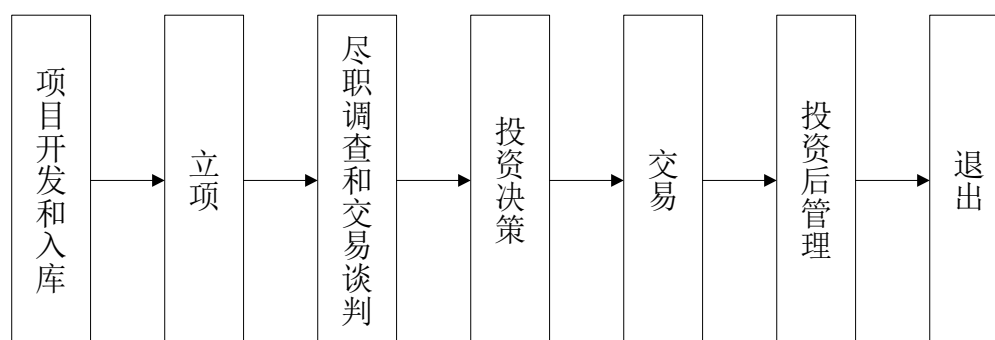 项目开发和入库
立项
尽职调查和交易谈判
投资决策
交易
投资后管理
退出